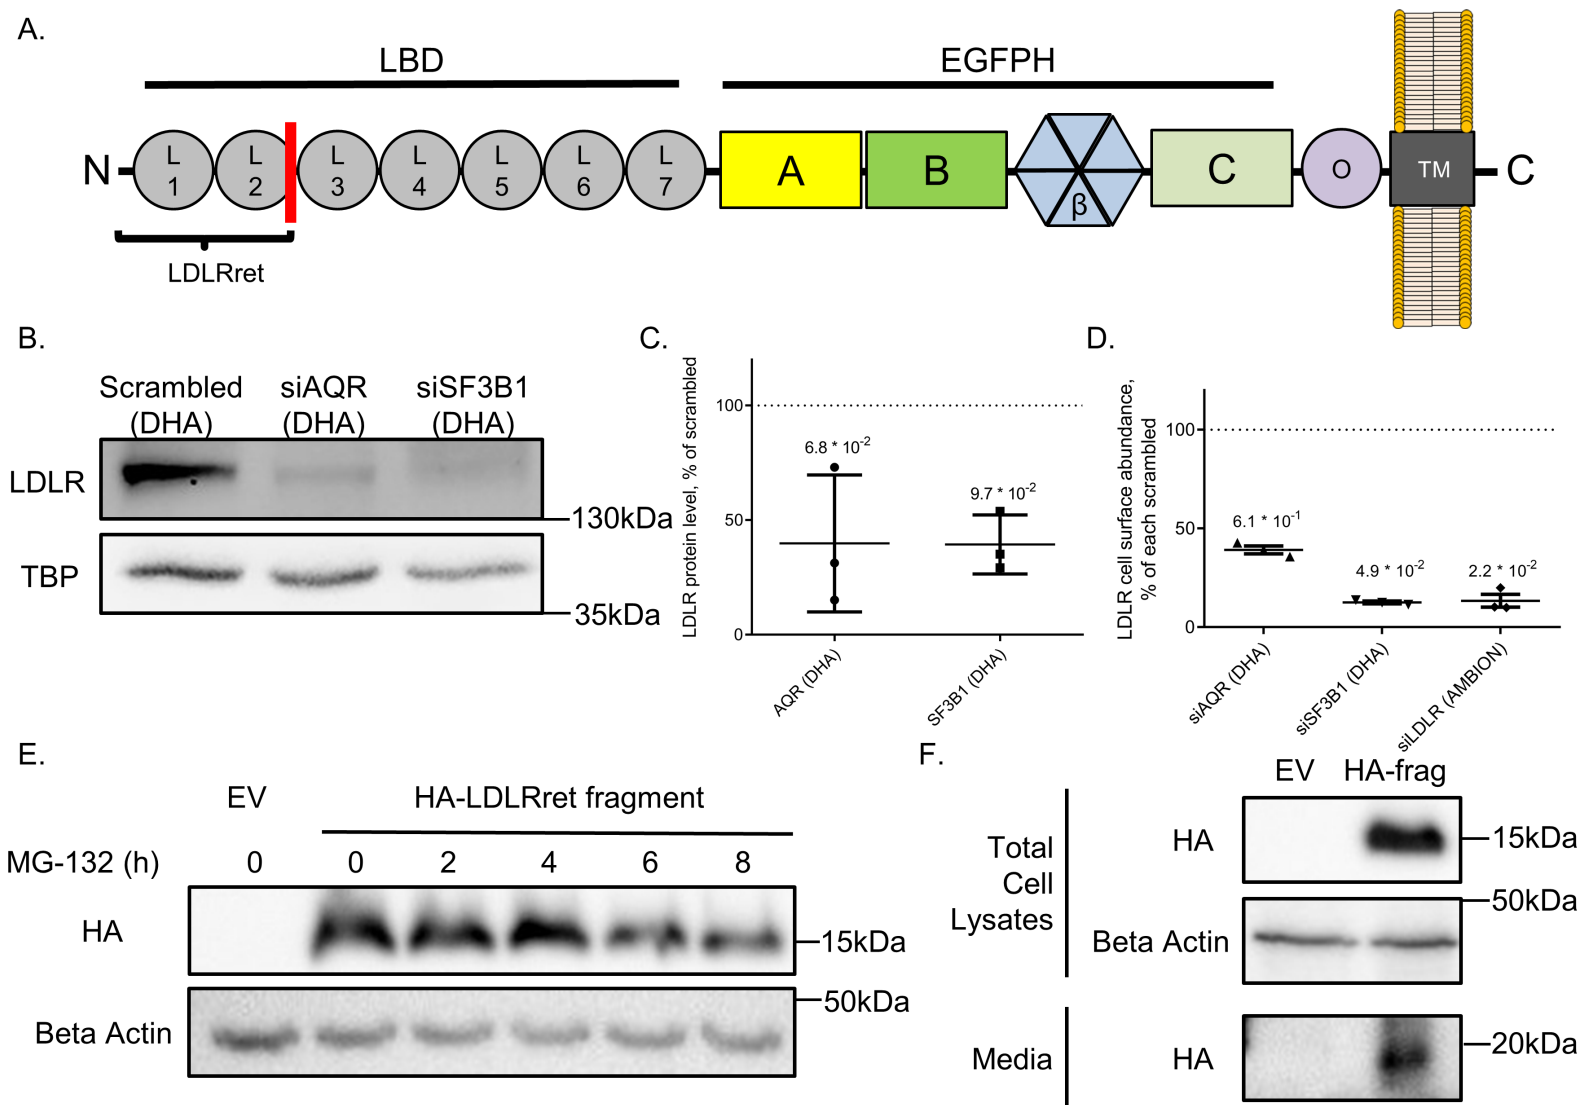 A.
LBD
EGFPH
N
L 1
L 2
L 3
L 4
L 5
L 6
L 7
A
B
β
C
O
TM
C
LDLRret
B.
Scrambled (DHA)
siAQR (DHA)
siSF3B1 (DHA)
LDLR
130kDa
TBP
35kDa
C.
LDLR protein level, % of scrambled
100
50
0
6.8 * 10-2
9.7 * 10-2
AQR (DHA)
SF3B1 (DHA)
D.
LDLR cell surface abundance,
% of each scrambled
100
50
0
6.1 * 10-1
4.9 * 10-2
2.2 * 10-2
siAQR (DHA)
siSF3B1 (DHA)
siLDLR (AMBION)
E.
EV
HA-LDLRret fragment
MG-132 (h) 0 0 2 4 6 8
HA
15kDa
50kDa
Beta Actin
F.
EV HA-frag
Total
Cell
Lysates
HA
15kDa
50kDa
Beta Actin
Media
HA
20kDa